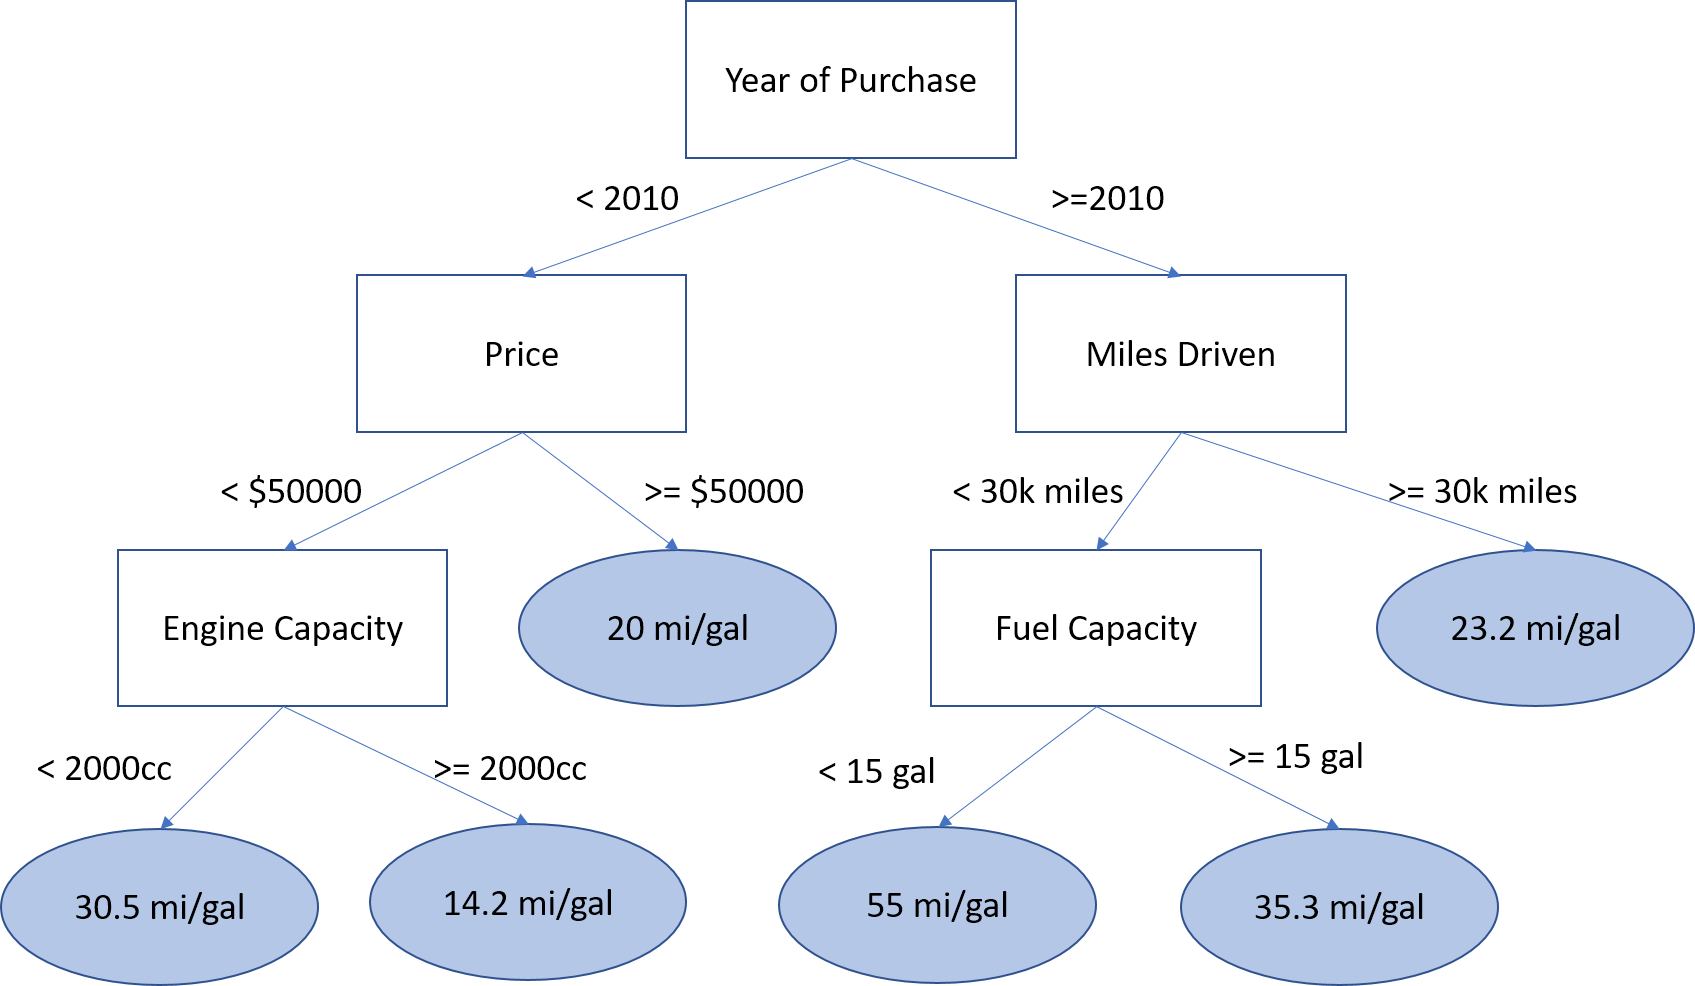 Year of Purchase
< 2010
>=2010
Price
Miles Driven
< $50000
>= $50000
< 30k miles
>= 30k miles
Engine Capacity
20 mi/gal
Fuel Capacity
23.2 mi/gal
< 2000cc
>= 2000cc
< 15 gal
>= 15 gal
30.5 mi/gal
14.2 mi/gal
55 mi/gal
35.3 mi/gal